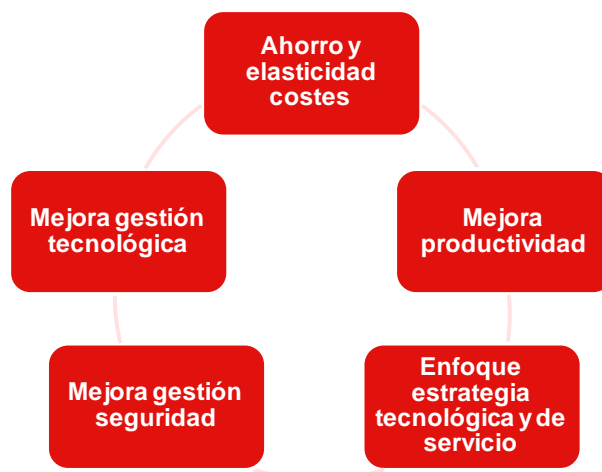 Ahorro y
elasticidad
costes
Mejora gestión
tecnológica
Mejora
productividad
Mejora gestión
seguridad
Enfoque
estrategia
tecnológica y de
servicio